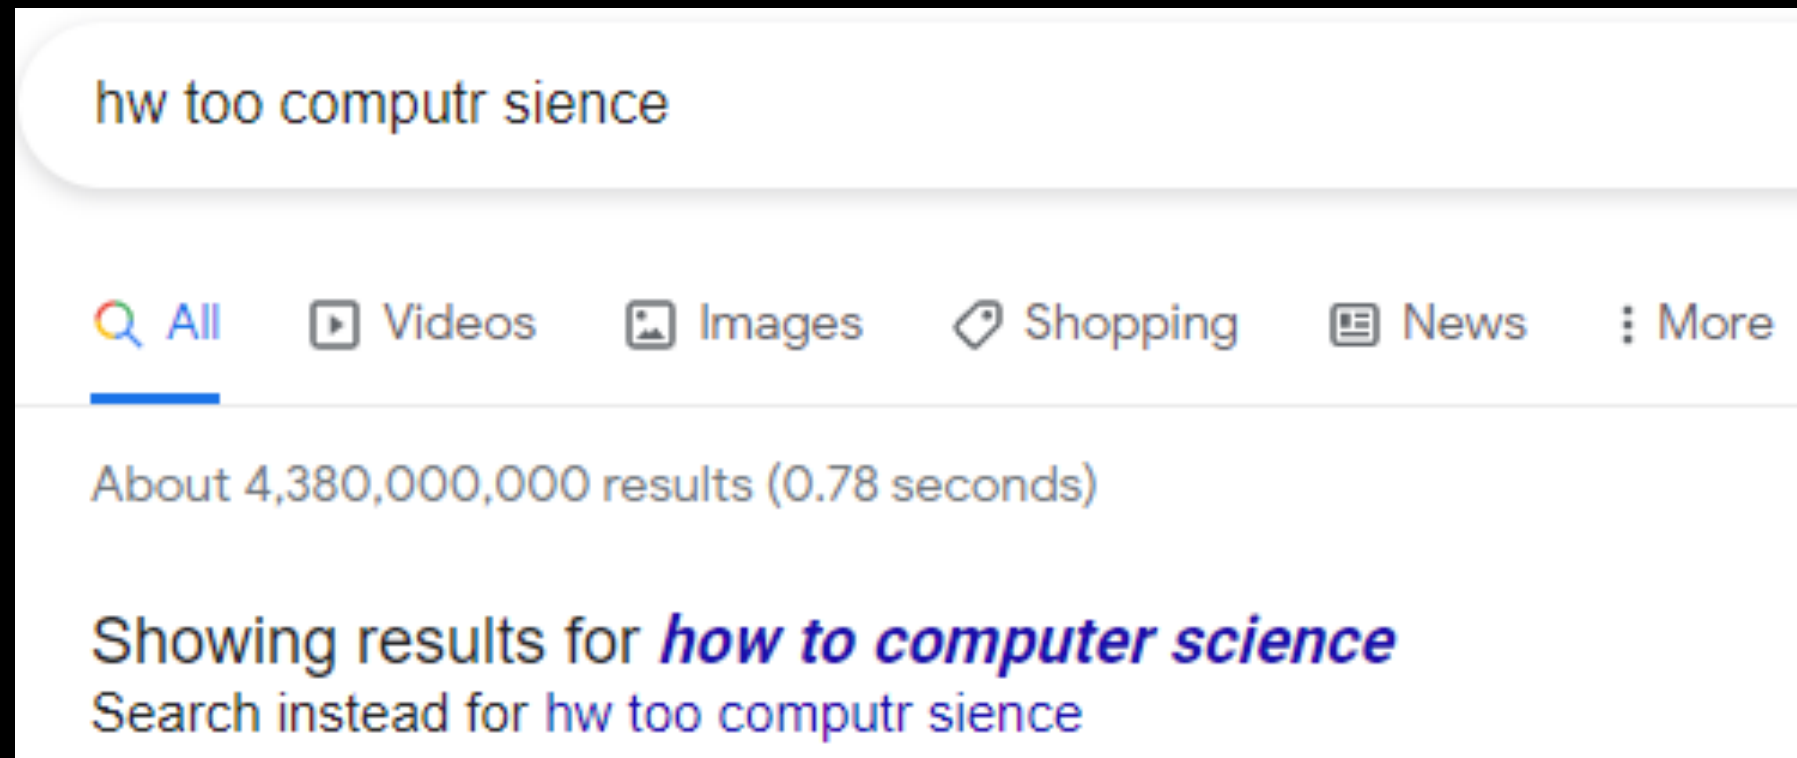 hw too computr sience
All Videos Images Shopping News More
About 4,380,000,000 results (0.78 seconds)
Showing results for how to computer science
Search instead for hw too computr sience